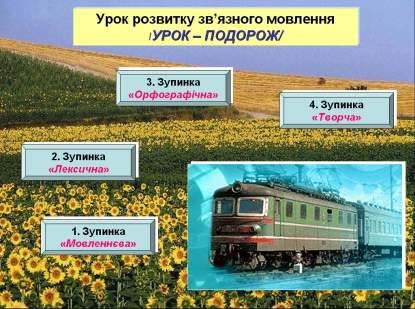 Урок розвитку зв’язного мовлення
/УРОК – ПОДОРОЖ/
3. Зупинка
«Орфографічна»
4. Зупинка
«Творча»
2. Зупинка
«Лексична»
1. Зупинка
«Мовленнєва»